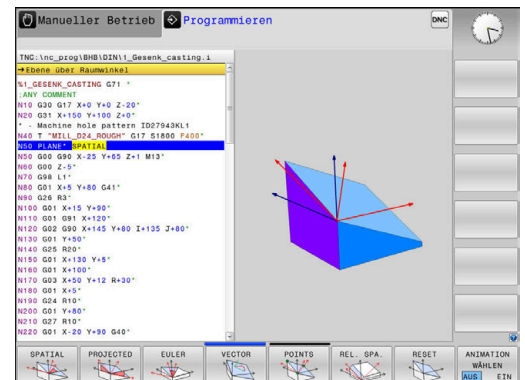 Manueller Betrieb
Programmieren
DNC
TNC:\nc_prog\BHB\DIN\1_Gesenk_casting.i
→Ebene über Raumwinkel
%1_GESENK_CASTING G71 *
;ANY COMMENT
N10 G30 G17 X+0 Y+0 Z-20*
N20 G31 X+150 Y+100 Z+0*
* - Machine hole pattern ID27943KL1
N40 T "MILL_D24_ROUGH" G17 S1800 F400*
N50 PLANE* SPATIAL
N50 G00 G90 X-25 Y+65 Z+1 M13*
N60 G00 Z-5*
N70 G98 L1*
N80 G01 X+5 Y+80 G41*
N90 G26 R3*
N100 G01 X+15 Y+90*
N110 G01 G91 X+120*
N120 G02 G90 X+145 Y+80 I+135 J+80*
N130 G01 Y+50*
N140 G25 R20*
N150 G01 X+130 Y+5*
N160 G01 X+100*
N170 G03 X+50 Y+12 R+30*
N180 G01 X+5*
N190 G24 R10*
N200 G01 Y+80*
N210 G27 R10*
N220 G01 X-20 Y+90 G40*
SPATIAL
PROJECTED
EULER
VECTOR
POINTS
REL. SPA.
RESET
ANIMATION
WÄHLEN
AUS EIN